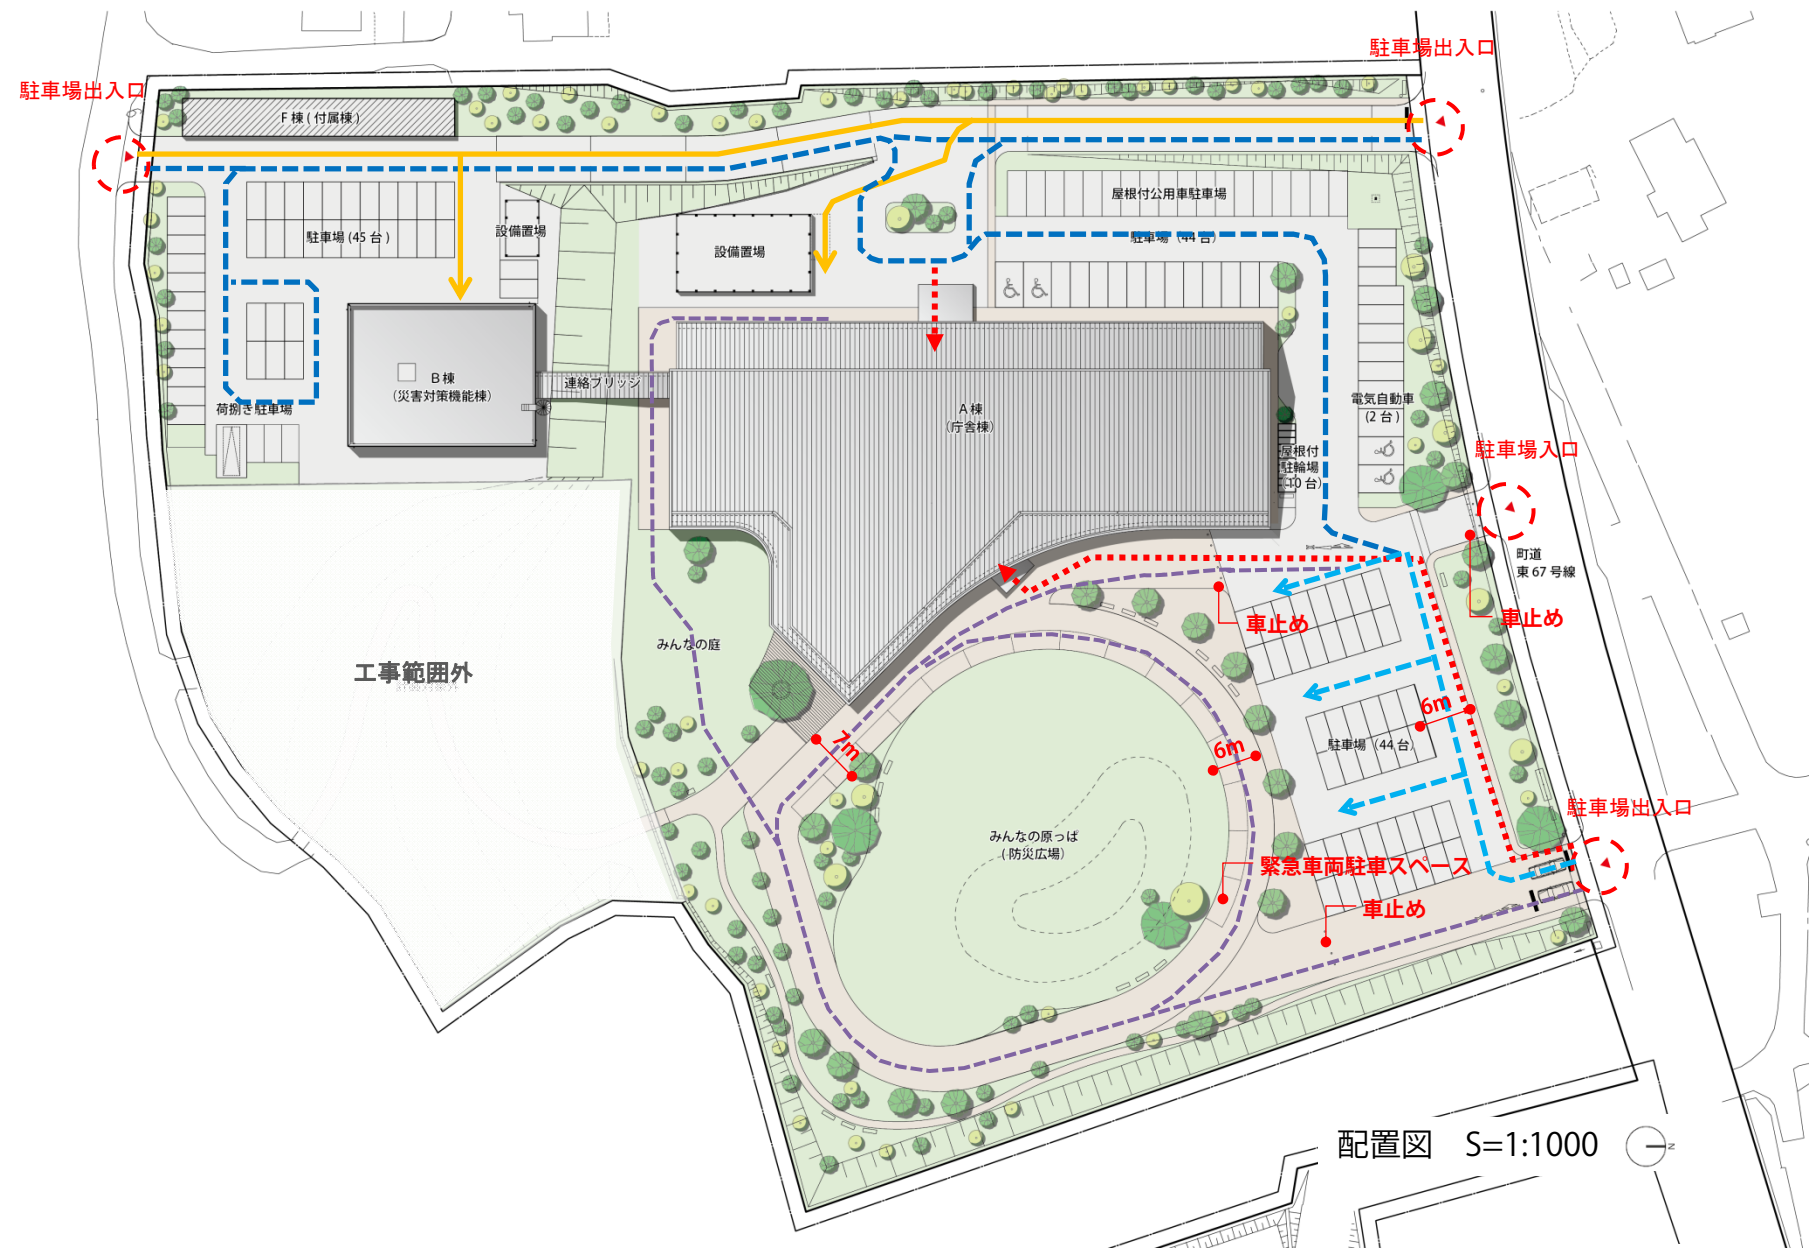 駐車場出入口
駐車場出入口
F棟(付属棟)
屋根付公用車駐車場
駐車場(45台)
設備置場
設備置場
駐車場(44台)
B棟
(災害対策機能棟)
連絡ブリッジ
荷捌き駐車場
A棟
(庁舎棟)
電気自動車
(2台)
屋根付
駐輪場
(10台)
駐車場入口
町道
東67号線
車止め
車止め
みんなの庭
工事範囲外
7m
6m
6m
駐車場(44台)
駐車場出入口
みんなの原っぱ
(防災広場)
緊急車両駐車スペース
車止め
配置図 S=1:1000
N